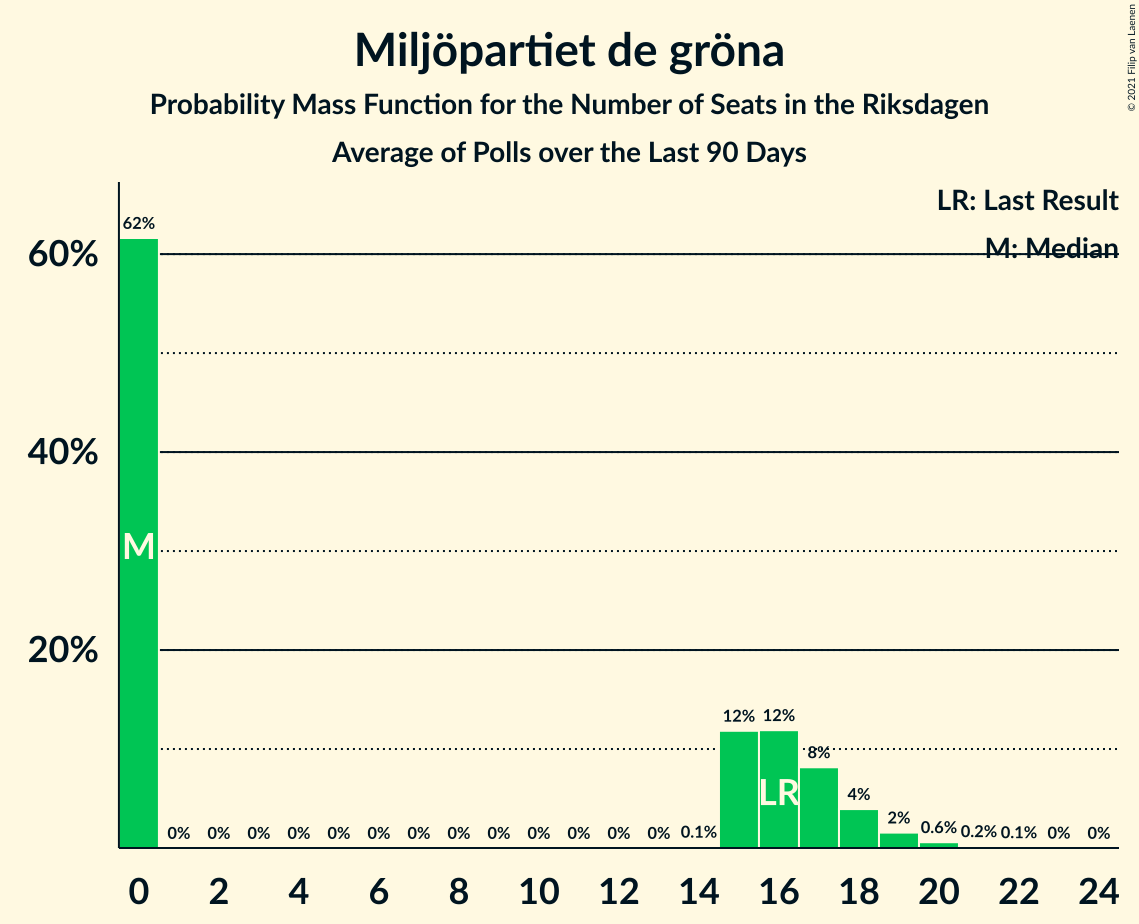 Miljöpartiet de gröna
Probability Mass Function for the Number of Seats in the Riksdagen
Average of Polls over the Last 90 Days
© 2021 Filip van Laenen
LR: Last Result
M: Median
60%
40%
20%
62% 0% 0% 0% 0% 0% 0% 0% 0% 0% 0% 0% 0% 0% 0.1% 12% 12% 8% 4% 2% 0.6% 0.2% 0.1% 0% 0%
M
LR
0 2 4 6 8 10 12 14 16 18 20 22 24